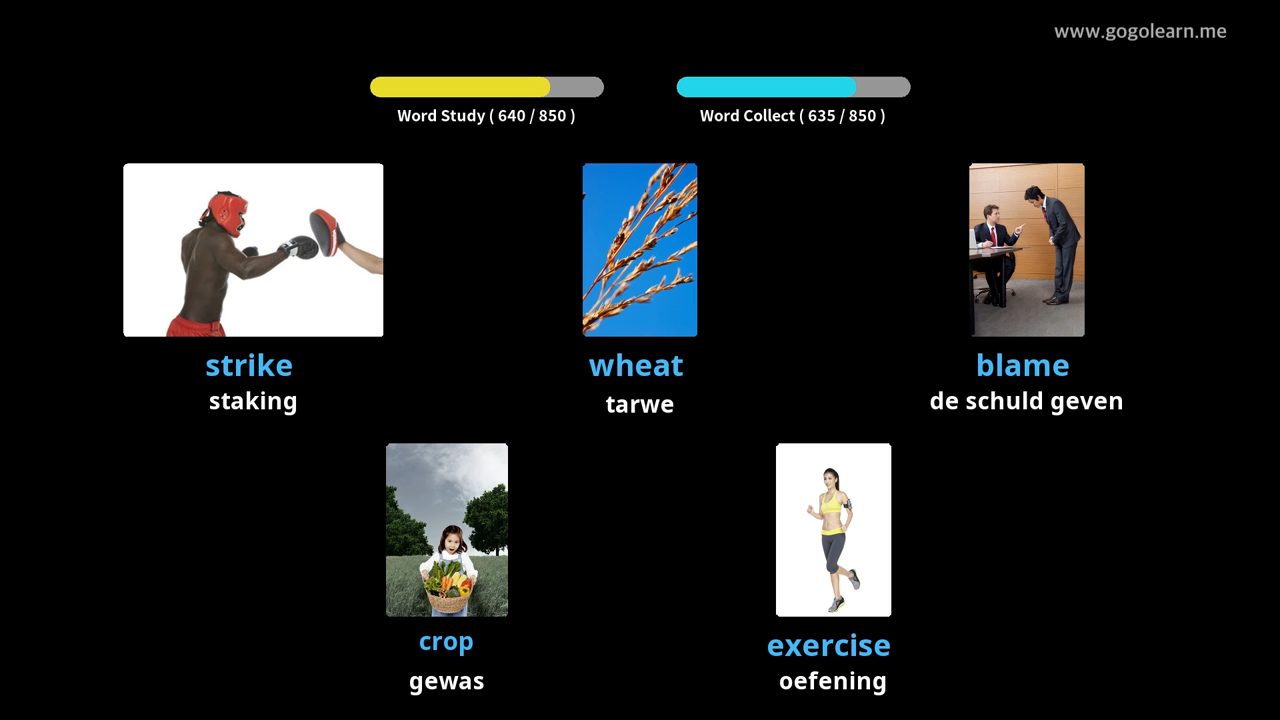 www.gogolearn.me
Word Study ( 640 / 850 )
Word Collect ( 635 / 850 )
strike
staking
wheat
tarwe
blame
de schuld geven
crop
gewas
exercise
oefening